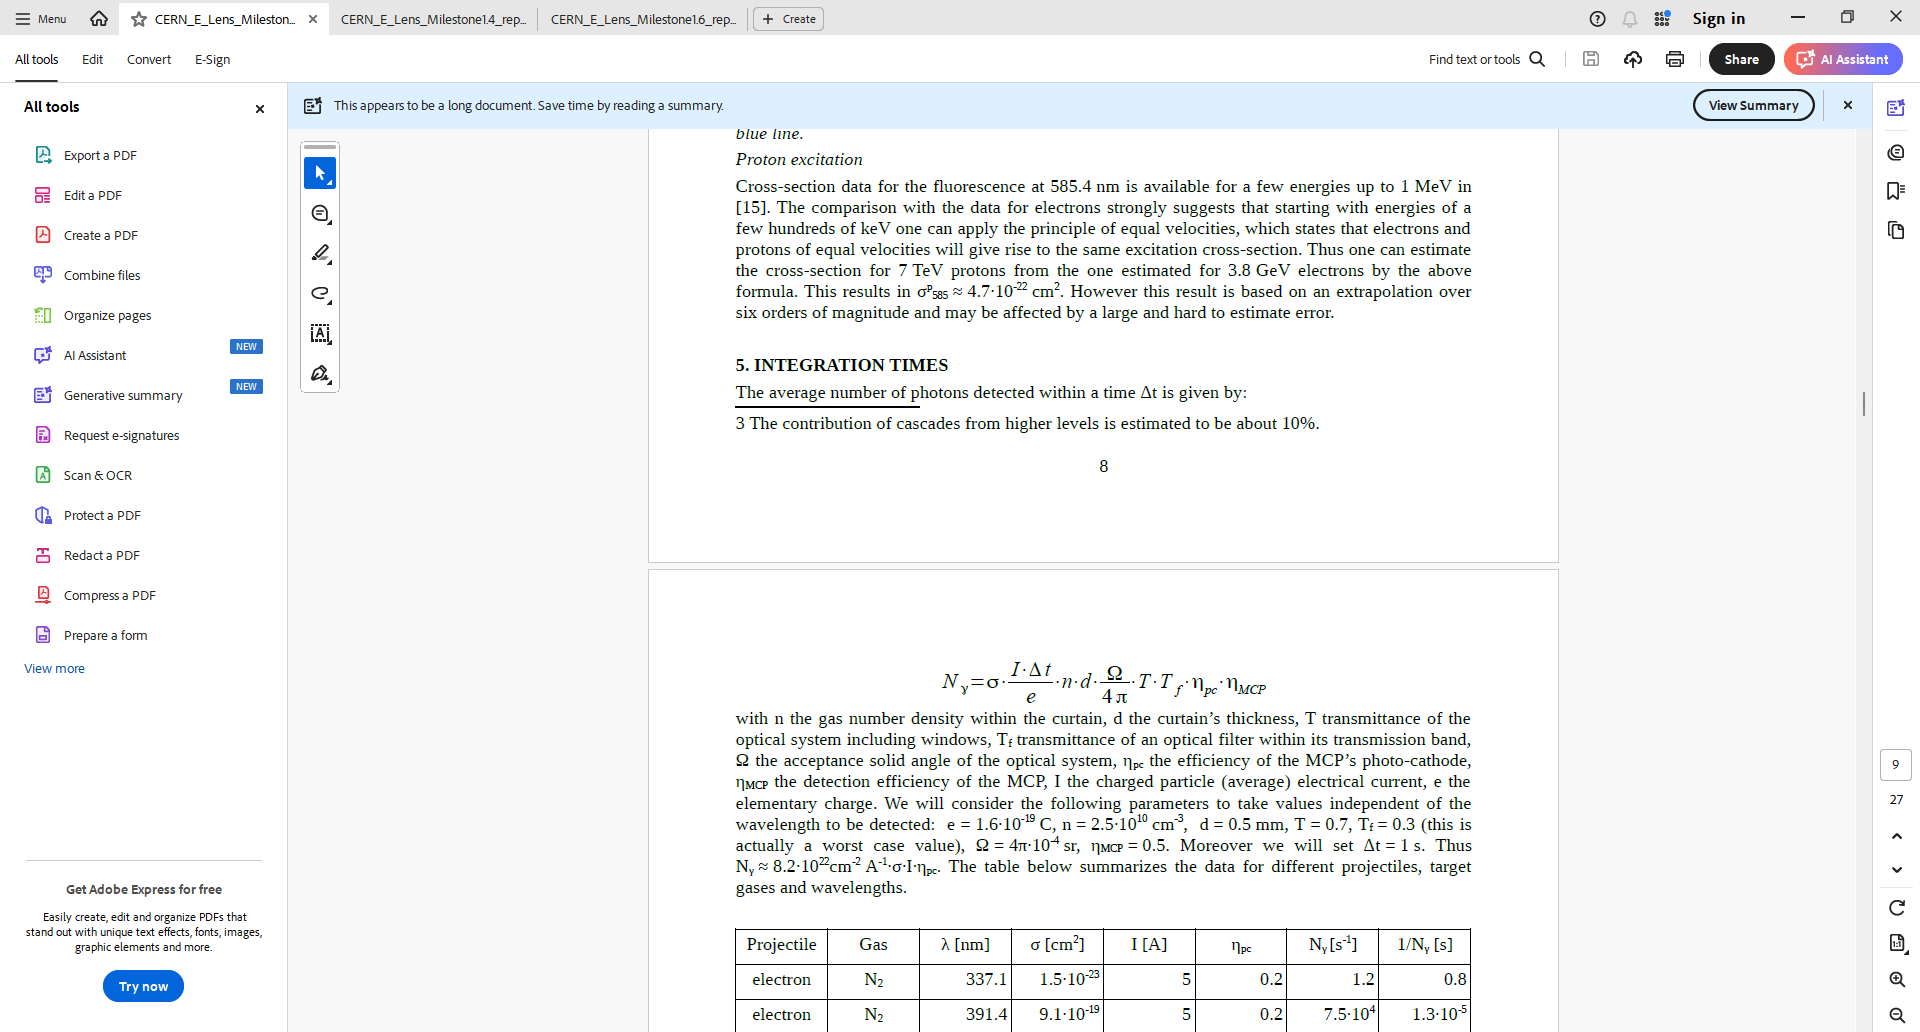 Menu
CERN_E_Lens_Mileston...
CERN_E_Lens_Milestone1.4_rep...
CERN_E_Lens_Milestone1.6_rep...
Create
Sign in
All tools
Edit
Convert
E-Sign
Find text or tools
Share
AI Assistant
All tools
Export a PDF
Edit a PDF
Create a PDF
Combine files
Organize pages
AI Assistant
NEW
Generative summary
NEW
Request e-signatures
Scan & OCR
Protect a PDF
Redact a PDF
Compress a PDF
Prepare a form
View more
Get Adobe Express for free
Easily create, edit and organize PDFs that
stand out with unique text effects, fonts, images,
graphic elements and more.
Try now
This appears to be a long document. Save time by reading a summary.
View Summary
blue line.
Proton excitation
Cross-section data for the fluorescence at 585.4 nm is available for a few energies up to 1 MeV in
[15]. The comparison with the data for electrons strongly suggests that starting with energies of a
few hundreds of keV one can apply the principle of equal velocities, which states that electrons and
protons of equal velocities will give rise to the same excitation cross-section. Thus one can estimate
the cross-section for 7 TeV protons from the one estimated for 3.8 GeV electrons by the above
formula. This results in σᵖ₅₈₅ ≈ 4.7·10⁻²² cm². However this result is based on an extrapolation over
six orders of magnitude and may be affected by a large and hard to estimate error.
5. INTEGRATION TIMES
The average number of photons detected within a time Δt is given by:
3 The contribution of cascades from higher levels is estimated to be about 10%.
8
N_γ=σ·(I·Δt)/e·n·d·Ω/(4π)·T·T_f·η_pc·η_MCP
with n the gas number density within the curtain, d the curtain’s thickness, T transmittance of the
optical system including windows, T_f transmittance of an optical filter within its transmission band,
Ω the acceptance solid angle of the optical system, η_pc the efficiency of the MCP’s photo-cathode,
η_MCP the detection efficiency of the MCP, I the charged particle (average) electrical current, e the
elementary charge. We will consider the following parameters to take values independent of the
wavelength to be detected: e = 1.6·10⁻¹⁹ C, n = 2.5·10¹⁰ cm⁻³, d = 0.5 mm, T = 0.7, T_f = 0.3 (this is
actually a worst case value), Ω = 4π·10⁻⁴ sr, η_MCP = 0.5. Moreover we will set Δt = 1 s. Thus
N_γ ≈ 8.2·10²²cm⁻² A⁻¹·σ·I·η_pc. The table below summarizes the data for different projectiles, target
gases and wavelengths.
Projectile Gas λ [nm] σ [cm²] I [A] η_pc N_γ [s⁻¹] 1/N_γ [s]
electron N₂ 337.1 1.5·10⁻²³ 5 0.2 1.2 0.8
electron N₂ 391.4 9.1·10⁻¹⁹ 5 0.2 7.5·10⁴ 1.3·10⁻⁵
9
27